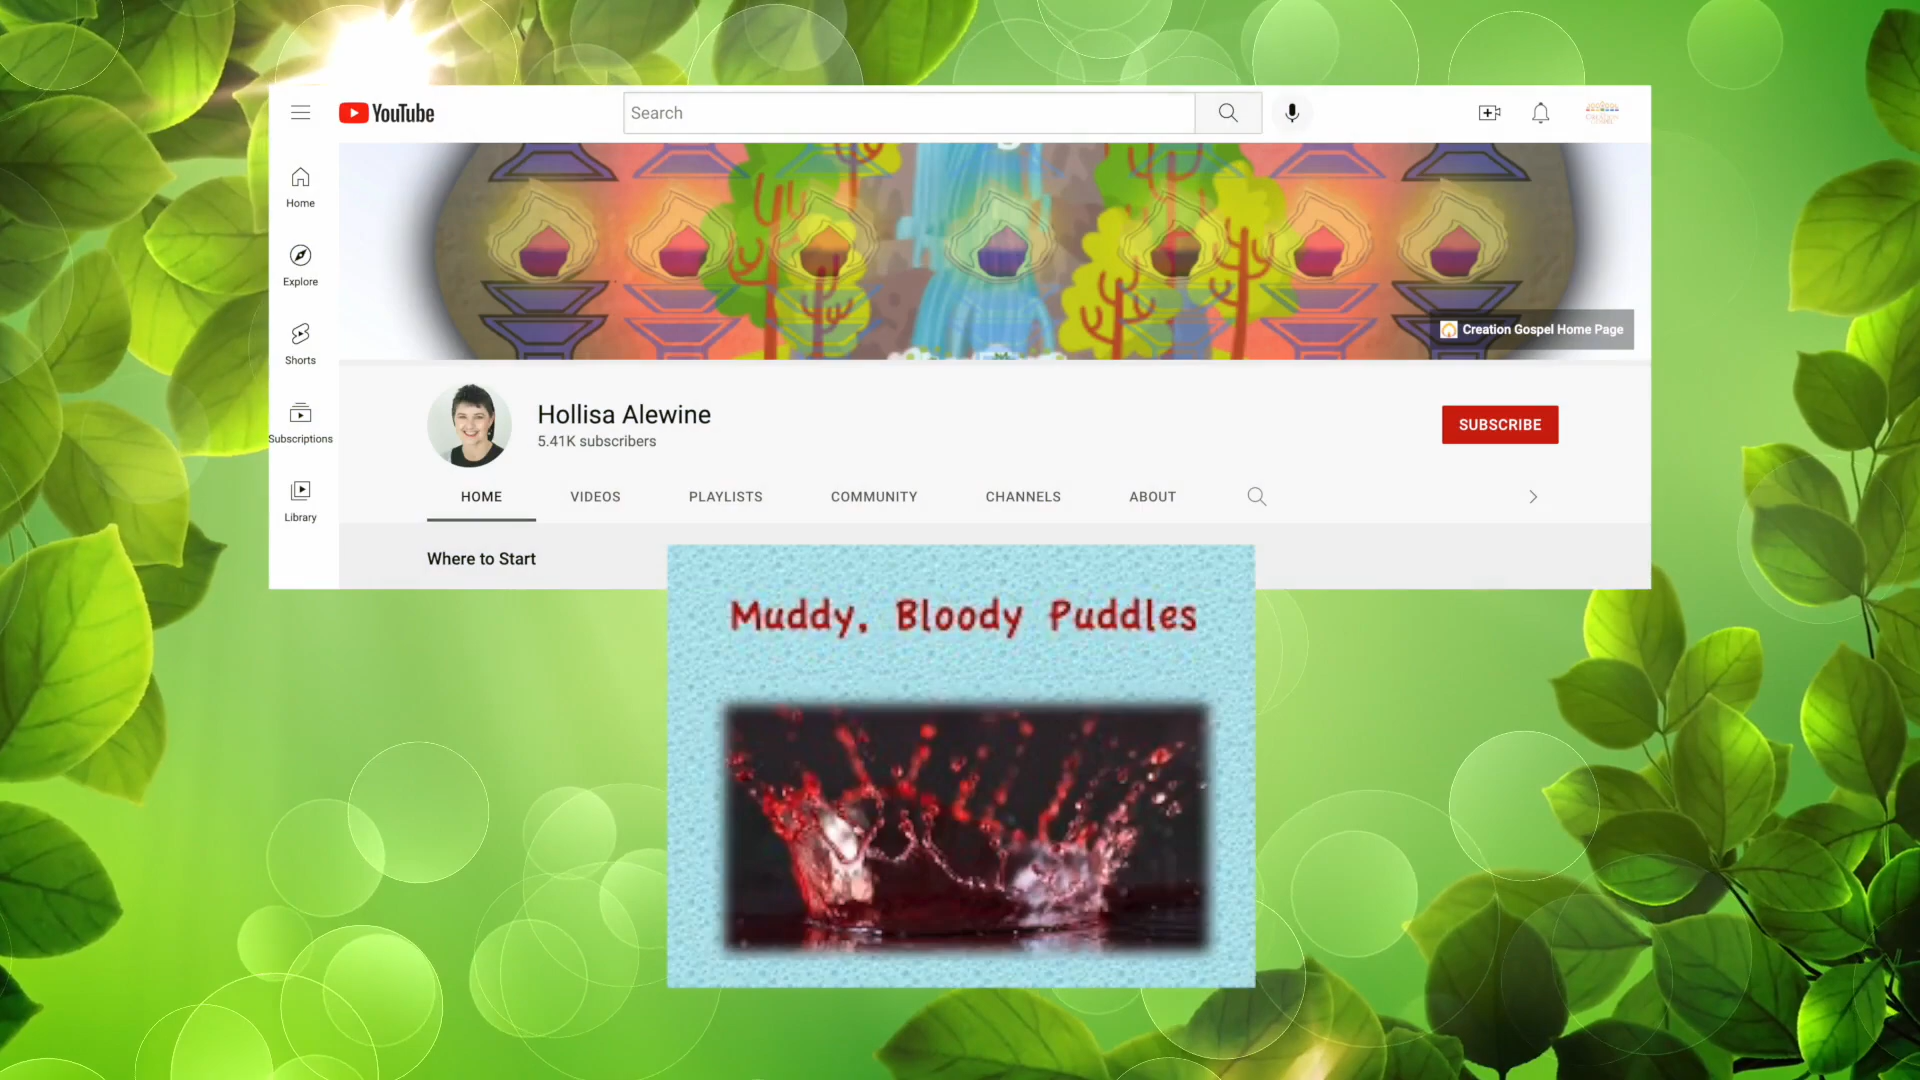 YouTube
Search
Home
Explore
Shorts
Subscriptions
Library
Creation Gospel Home Page
Hollisa Alewine
5.41K subscribers
SUBSCRIBE
HOME VIDEOS PLAYLISTS COMMUNITY CHANNELS ABOUT
Where to Start
Muddy, Bloody Puddles